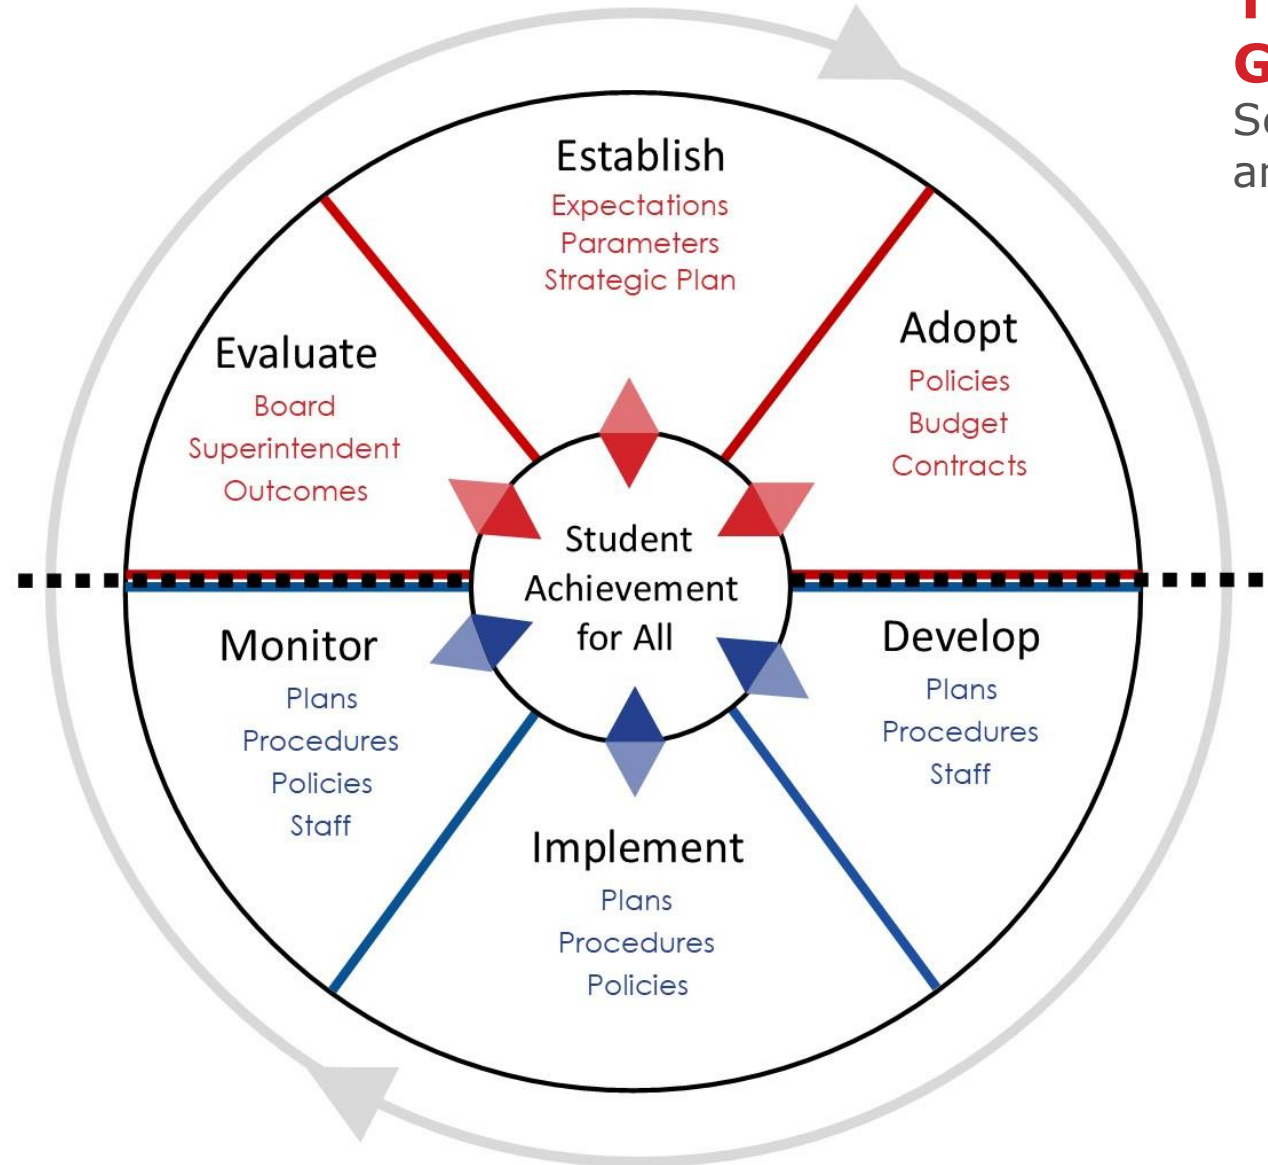 Establish
Expectations
Parameters
Strategic Plan
Adopt
Policies
Budget
Contracts
Evaluate
Board
Superintendent
Outcomes
Student
Achievement
for All
Monitor
Plans
Procedures
Policies
Staff
Develop
Plans
Procedures
Staff
Implement
Plans
Procedures
Policies